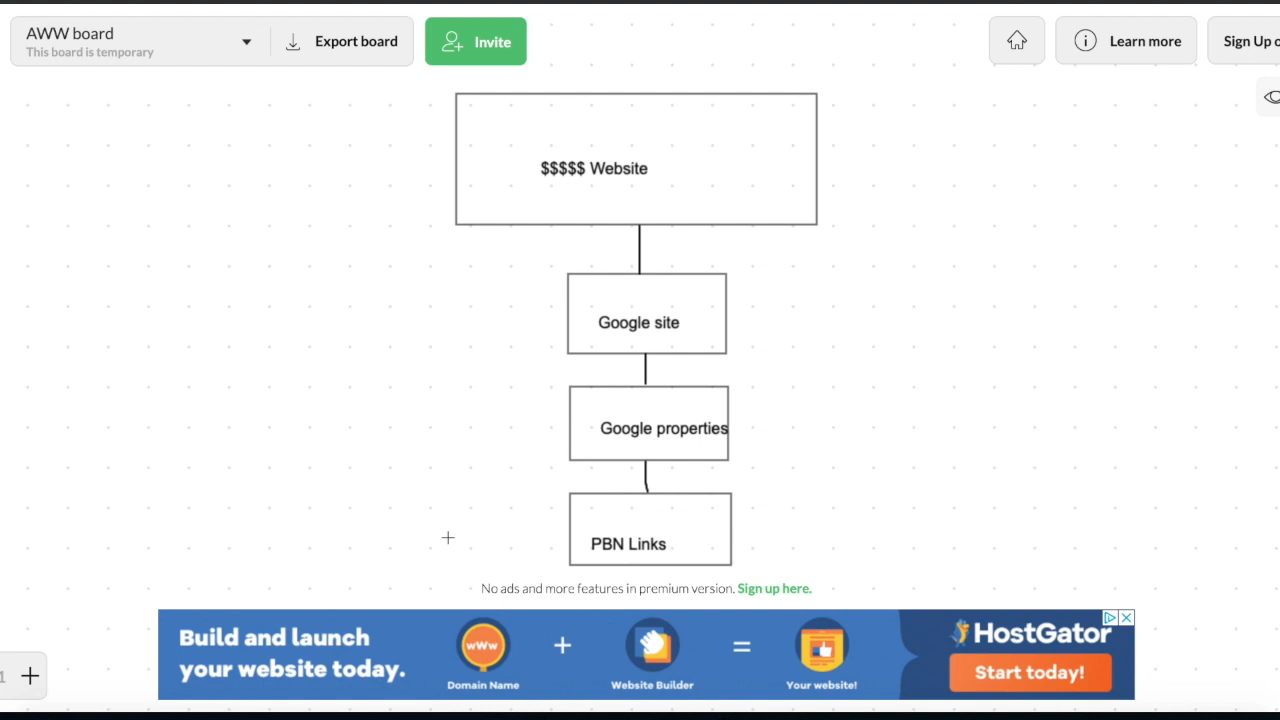 AWW board
This board is temporary
Export board
Invite
Learn more
Sign Up o
$$$$$ Website
Google site
Google properties
PBN Links
No ads and more features in premium version. Sign up here.
Build and launch
your website today.
www
+
=
Domain Name
Website Builder
Your website!
HostGator
Start today!
1 +